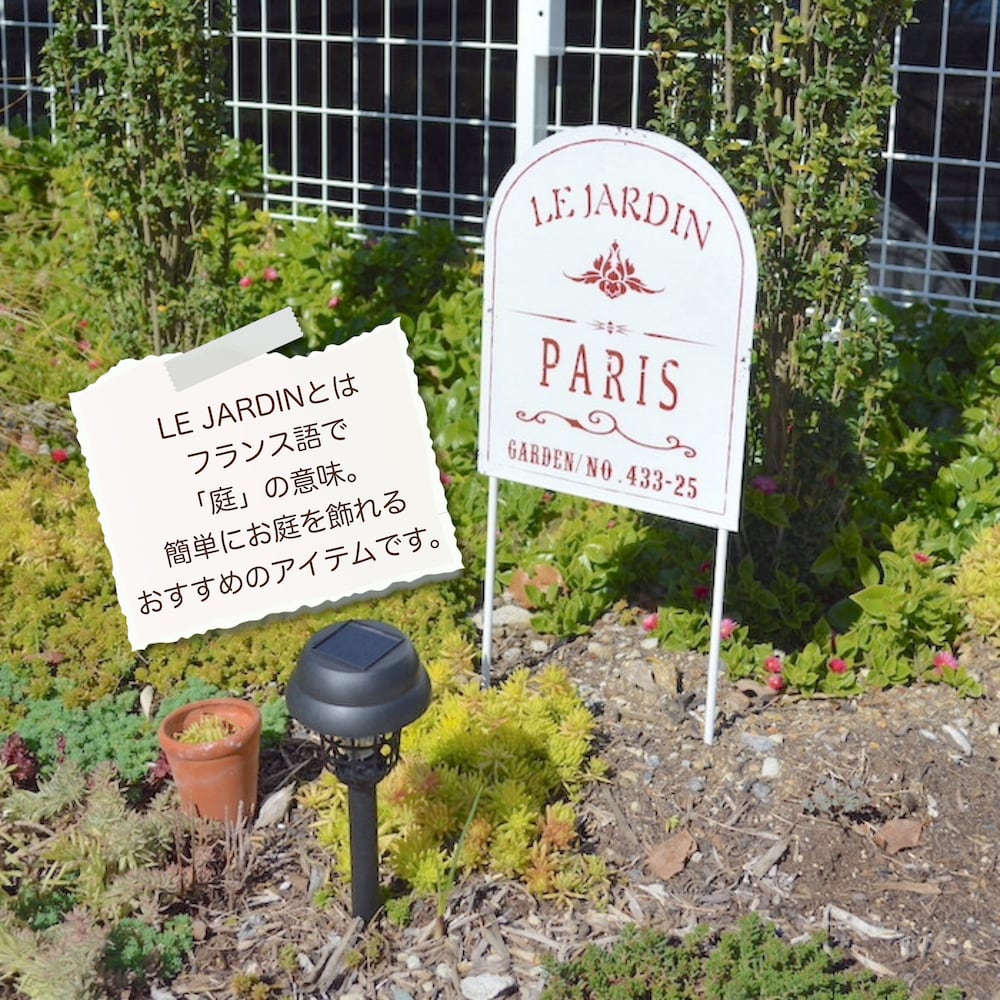 LE JARDIN
PARIS
GARDEN/NO.433-25
LE JARDINとは
フランス語で
「庭」の意味。
簡単にお庭を飾れる
おすすめのアイテムです。